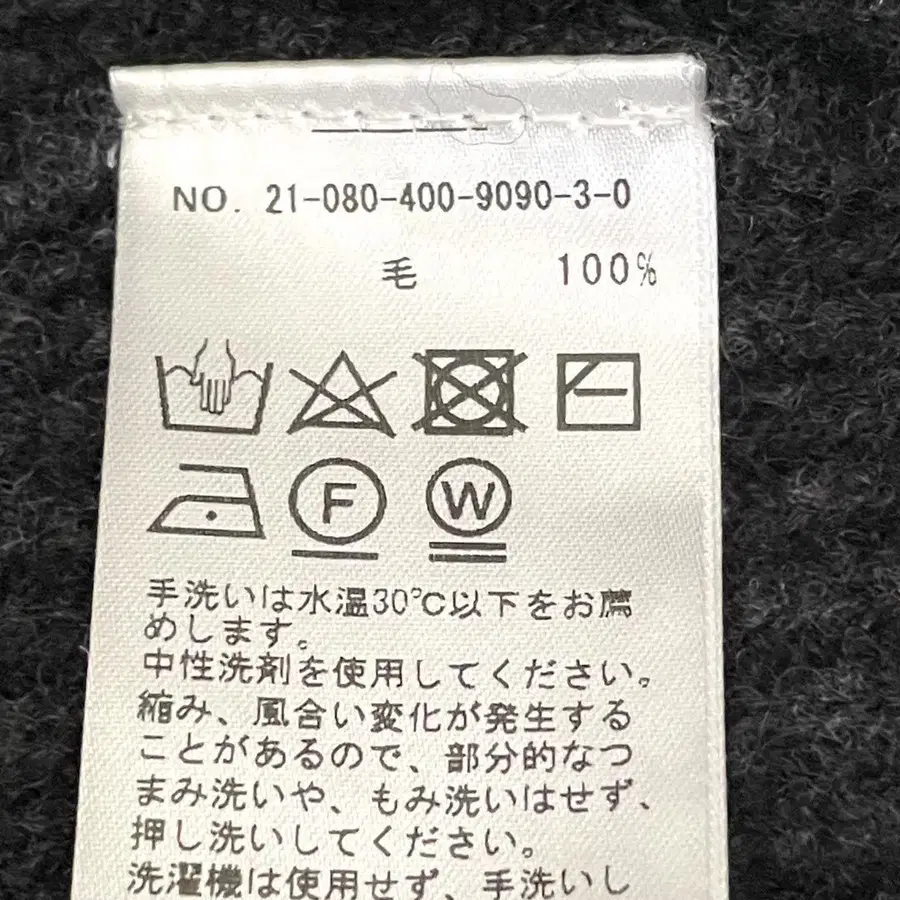 NO. 21-080-400-9090-3-0
毛 100%
F W
手洗いは水温30℃以下をお薦
めします。
中性洗剤を使用してください。
縮み、風合い変化が発生する
ことがあるので、部分的なつ
まみ洗いや、もみ洗いはせず、
押し洗いしてください。
洗濯機は使用せず、手洗いし